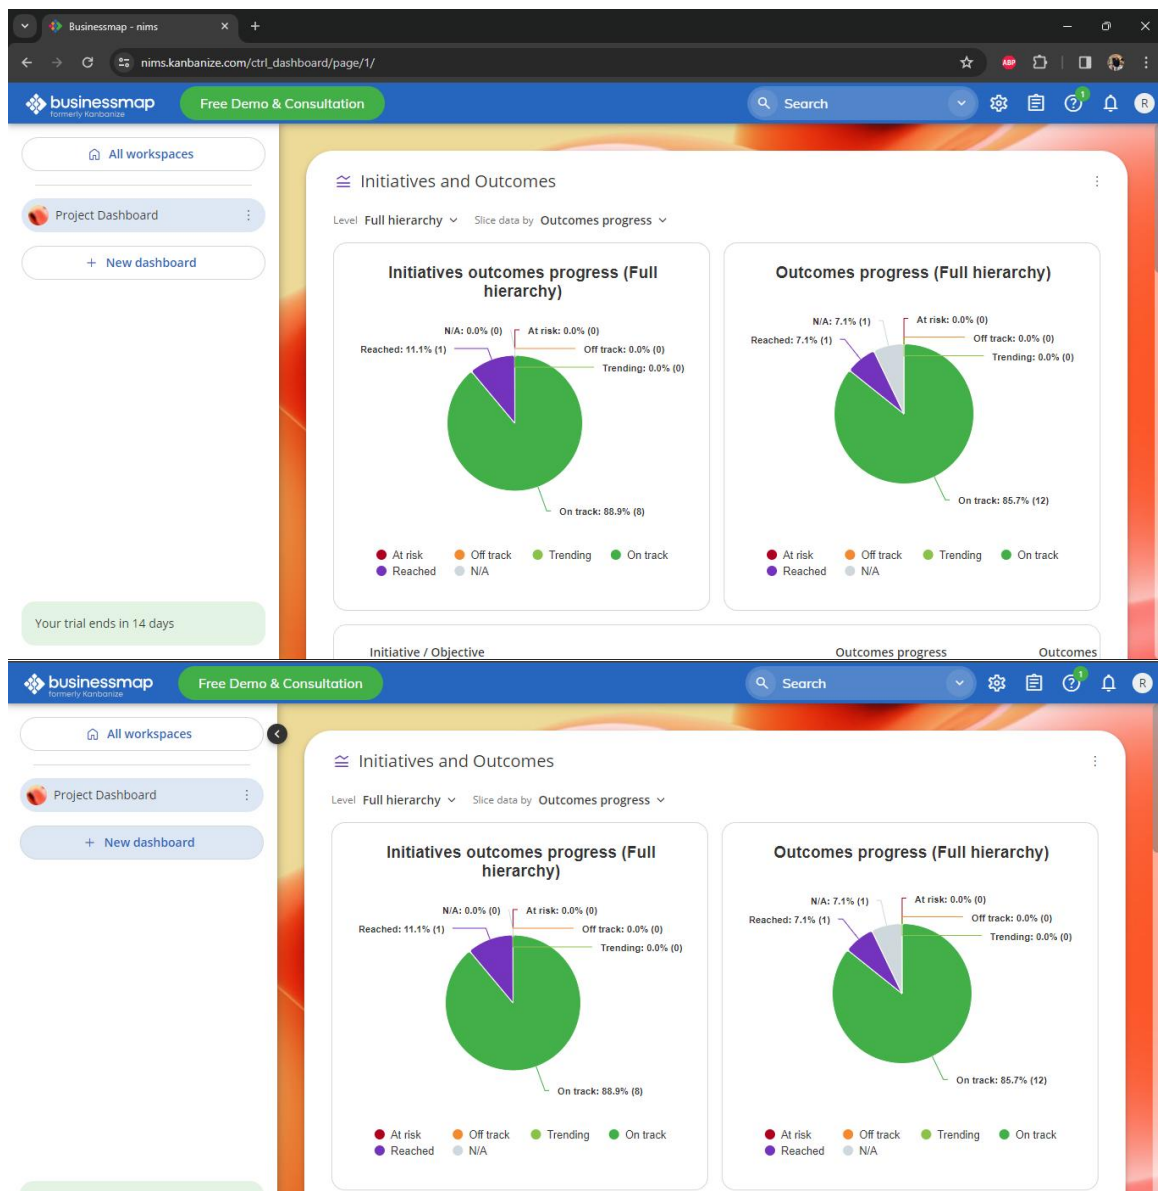 Businessmap - nims
nims.kanbanize.com/ctrl_dashboard/page/1/
ABP
businessmap
formerly Kanbanize
Free Demo & Consultation
Search
1
R
All workspaces
Project Dashboard
+ New dashboard
Your trial ends in 14 days
Initiatives and Outcomes
Level Full hierarchy Slice data by Outcomes progress
Initiatives outcomes progress (Full
hierarchy)
N/A: 0.0% (0)
At risk: 0.0% (0)
Reached: 11.1% (1)
Off track: 0.0% (0)
Trending: 0.0% (0)
On track: 88.9% (8)
At risk Off track Trending On track
Reached N/A
Outcomes progress (Full hierarchy)
N/A: 7.1% (1)
At risk: 0.0% (0)
Reached: 7.1% (1)
Off track: 0.0% (0)
Trending: 0.0% (0)
On track: 85.7% (12)
At risk Off track Trending On track
Reached N/A
Initiative / Objective Outcomes progress Outcomes
businessmap
formerly Kanbanize
Free Demo & Consultation
Search
1
R
All workspaces
Project Dashboard
+ New dashboard
Initiatives and Outcomes
Level Full hierarchy Slice data by Outcomes progress
Initiatives outcomes progress (Full
hierarchy)
N/A: 0.0% (0)
At risk: 0.0% (0)
Reached: 11.1% (1)
Off track: 0.0% (0)
Trending: 0.0% (0)
On track: 88.9% (8)
At risk Off track Trending On track
Reached N/A
Outcomes progress (Full hierarchy)
N/A: 7.1% (1)
At risk: 0.0% (0)
Reached: 7.1% (1)
Off track: 0.0% (0)
Trending: 0.0% (0)
On track: 85.7% (12)
At risk Off track Trending On track
Reached N/A